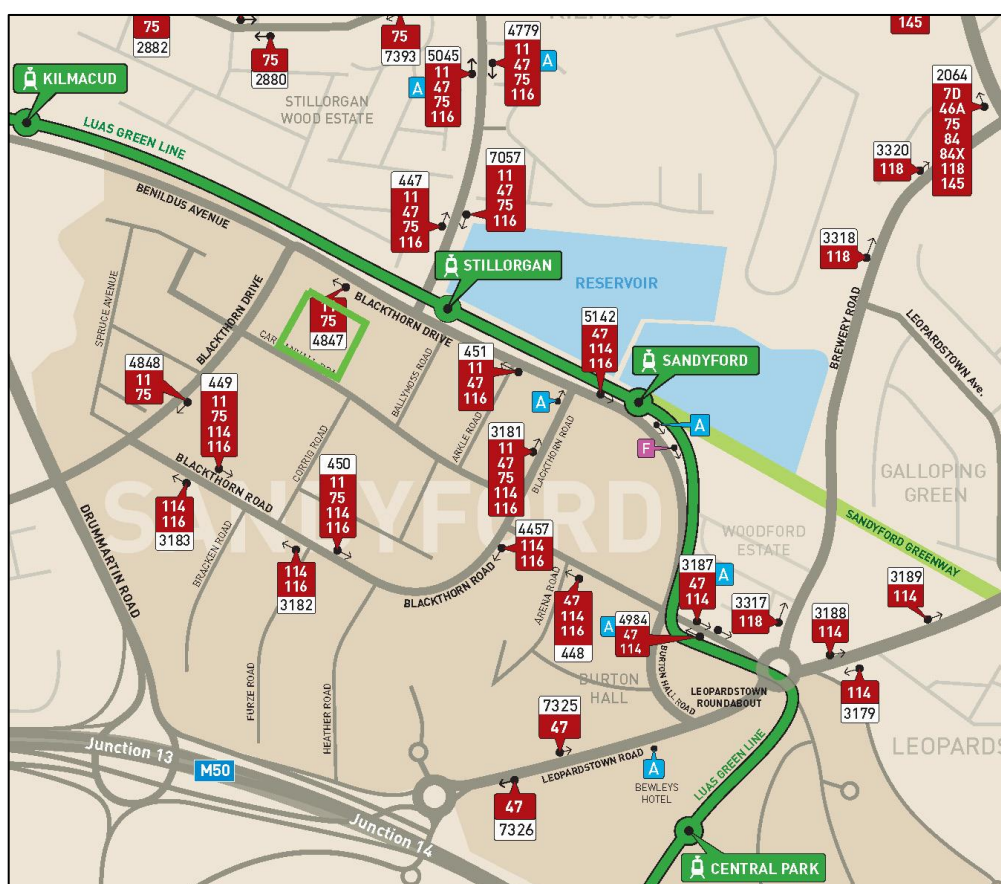 75
2882
75
2880
75
7393
KILMACUD
145
5045
11
47
75
116
A
4779
11
47
75
116
A
2064
7D
46A
75
84
84X
118
145
KILMACUD
STILLORGAN
WOOD ESTATE
LUAS GREEN LINE
BENILDUS AVENUE
447
11
47
75
116
7057
11
47
75
116
3320
118
3318
118
STILLORGAN
RESERVOIR
LEOPARDSTOWN Ave.
BREWERY ROAD
SPRUCE AVENUE
BLACKTHORN DRIVE
11
75
4847
BLACKTHORN DRIVE
BALLYMOSS ROAD
5142
47
114
116
SANDYFORD
4848
11
75
449
11
75
114
116
451
11
47
116
A
ARKLE ROAD
A
F
BLACKTHORN ROAD
3181
11
47
75
114
116
CORRIG ROAD
450
11
75
114
116
BLACKTHORN ROAD
SANDYFORD
GALLOPING
GREEN
SANDYFORD GREENWAY
WOODFORD
ESTATE
114
116
3183
DRUMMARTIN ROAD
BRACKEN ROAD
114
116
3182
4457
114
116
BLACKTHORN ROAD
ARENA ROAD
47
114
116
448
3187
47
114
A
A
4984
47
114
3317
118
3188
114
3189
114
114
3179
BURTON
HALL
BURTON HALL ROAD
LEOPARDSTOWN
ROUNDABOUT
FURZE ROAD
HEATHER ROAD
7325
47
LEOPARDSTOWN ROAD
A
BEWLEYS
HOTEL
LUAS GREEN LINE
LEOPARDS
Junction 13
M50
47
7326
Junction 14
CENTRAL PARK